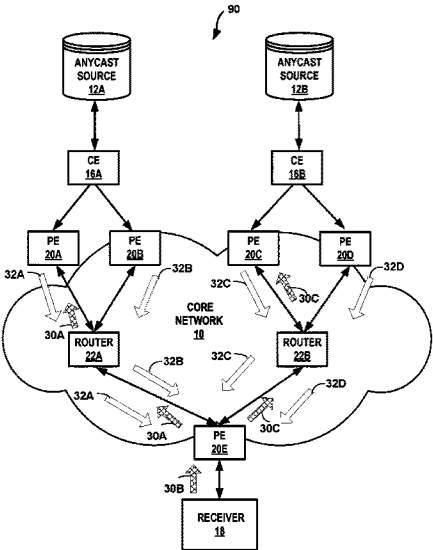 90
ANYCAST
SOURCE
12A
ANYCAST
SOURCE
12B
CE
16A
CE
16B
PE
20A
PE
20B
PE
20C
PE
20D
32A
32B
32C
30C
32D
30A
CORE
NETWORK
10
ROUTER
22A
ROUTER
22B
32B
32C
32A
32D
30A
30C
PE
20E
30B
RECEIVER
18